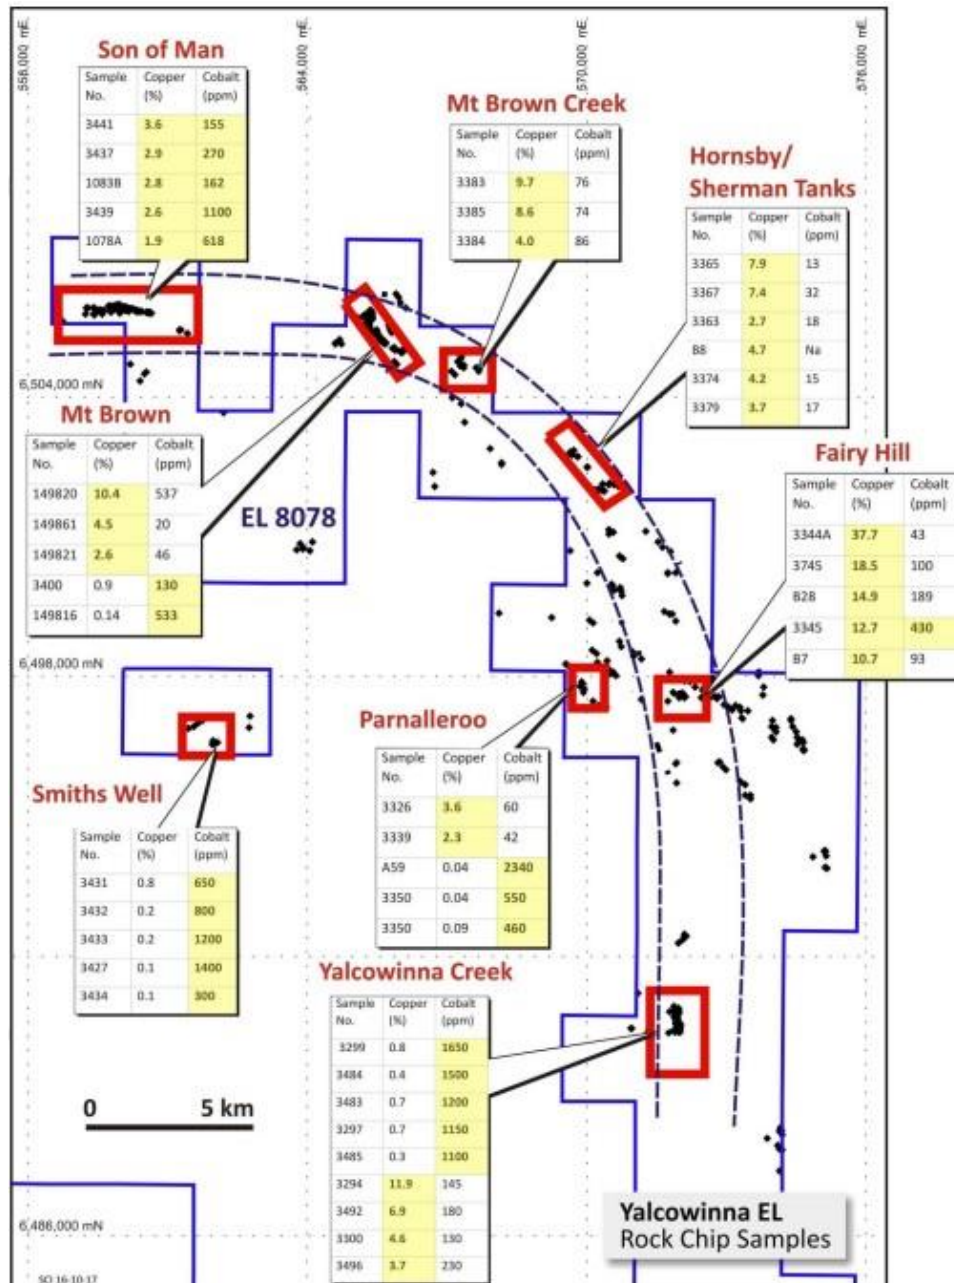 558,000 mE
564,000 mE
570,000 mE
576,000 mE
Son of Man
Sample No. Copper (%) Cobalt (ppm)
3441 3.6 155
3437 2.9 270
1083B 2.8 162
3439 2.6 1100
1078A 1.9 618
Mt Brown Creek
Sample No. Copper (%) Cobalt (ppm)
3383 9.7 76
3385 8.6 74
3384 4.0 86
Hornsby/
Sherman Tanks
Sample No. Copper (%) Cobalt (ppm)
3365 7.9 13
3367 7.4 32
3363 2.7 18
B8 4.7 Na
3374 4.2 15
3379 3.7 17
6,504,000 mN
Mt Brown
Sample No. Copper (%) Cobalt (ppm)
149820 10.4 537
149861 4.5 20
149821 2.6 46
3400 0.9 130
149816 0.14 533
EL 8078
Fairy Hill
Sample No. Copper (%) Cobalt (ppm)
3344A 37.7 43
3745 18.5 100
B28 14.9 189
3345 12.7 430
B7 10.7 93
6,498,000 mN
Parnalleroo
Sample No. Copper (%) Cobalt (ppm)
3326 3.6 60
3339 2.3 42
A59 0.04 2340
3350 0.04 550
3350 0.09 460
Smiths Well
Sample No. Copper (%) Cobalt (ppm)
3431 0.8 650
3432 0.2 800
3433 0.2 1200
3427 0.1 1400
3434 0.1 300
Yalcowinna Creek
Sample No. Copper (%) Cobalt (ppm)
3299 0.8 1650
3484 0.4 1500
3483 0.7 1200
3297 0.7 1150
3485 0.3 1100
3294 11.9 145
3492 6.9 180
3300 4.6 130
3496 3.7 230
0 5 km
6,486,000 mN
Yalcowinna EL
Rock Chip Samples
SO 16-10-17